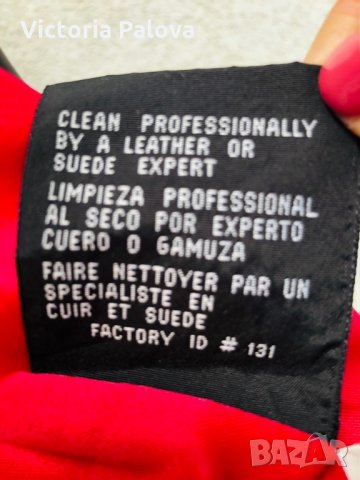 Victoria Palova
CLEAN PROFESSIONALLY
BY A LEATHER OR
SUEDE EXPERT
LIMPIEZA PROFESSIONAL
AL SECO POR EXPERTO
CUERO O GAMUZA
FAIRE NETTOYER PAR UN
SPECIALISTE EN
CUIR ET SUEDE
FACTORY ID # 131
BAZAR